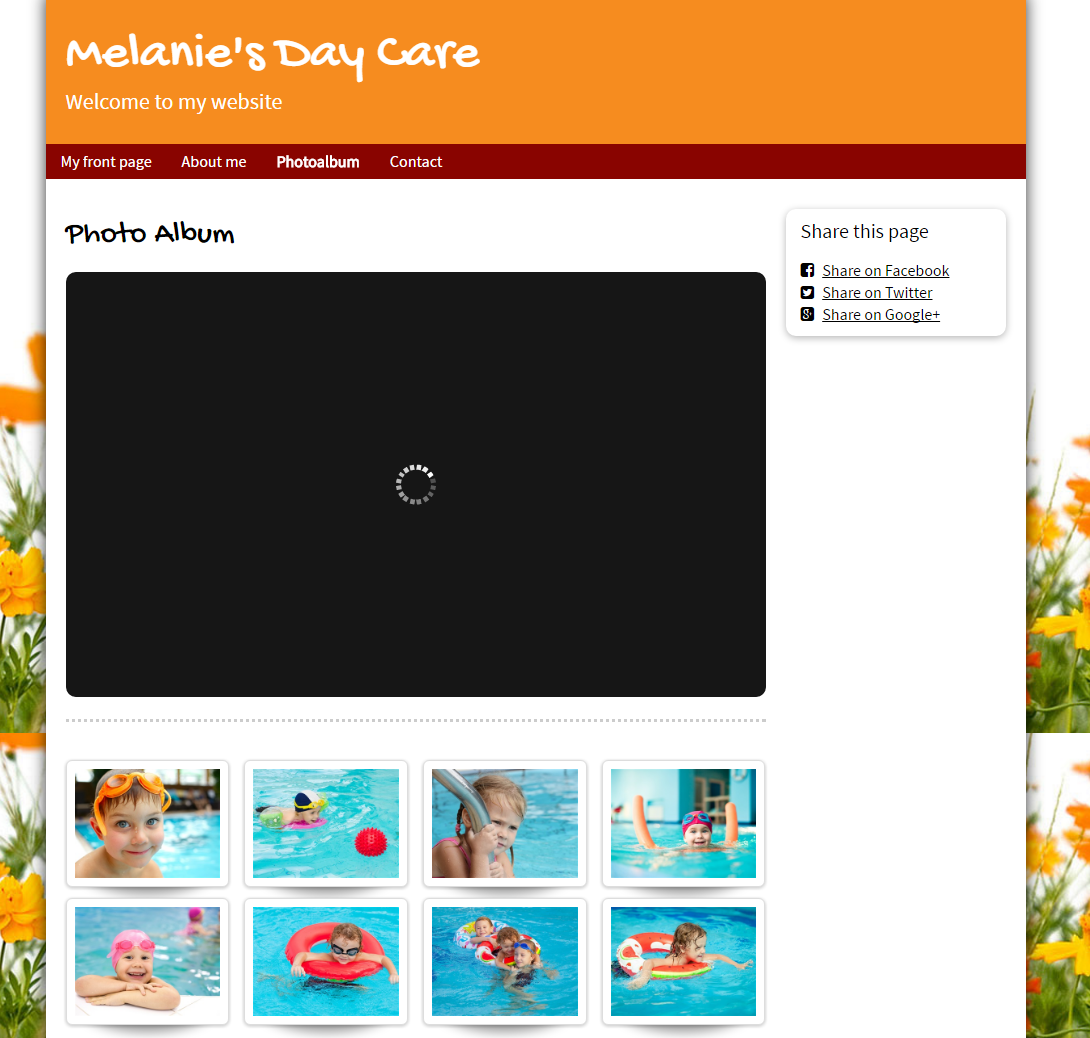 Melanie's Day Care
Welcome to my website
My front page About me Photoalbum Contact
Photo Album
Share this page
Share on Facebook
Share on Twitter
Share on Google+